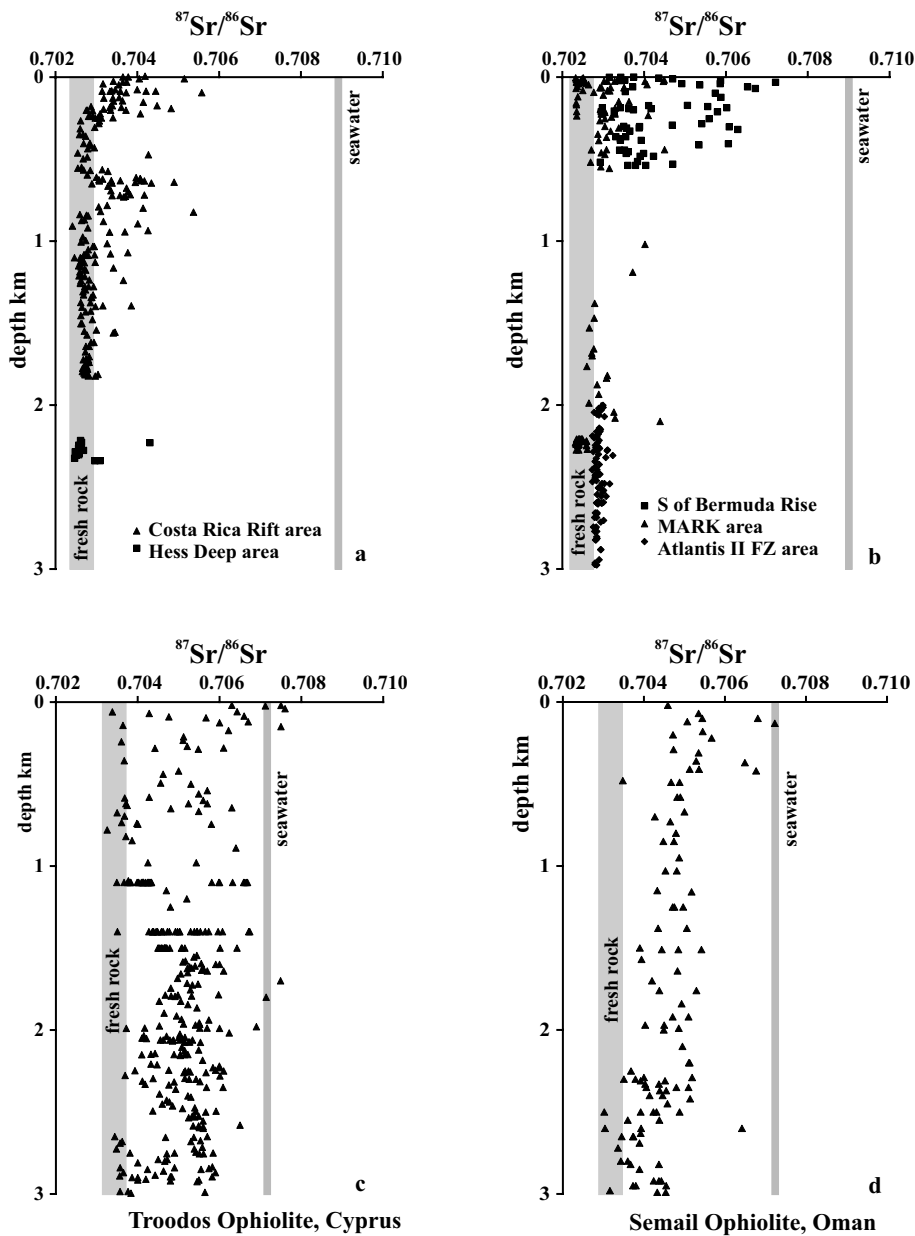 ⁸⁷Sr/⁸⁶Sr
0.702 0.704 0.706 0.708 0.710
0
1
2
3
depth km
fresh rock
seawater
▲ Costa Rica Rift area
■ Hess Deep area
a
⁸⁷Sr/⁸⁶Sr
0.702 0.704 0.706 0.708 0.710
0
1
2
3
depth km
fresh rock
seawater
■ S of Bermuda Rise
▲ MARK area
◆ Atlantis II FZ area
b
⁸⁷Sr/⁸⁶Sr
0.702 0.704 0.706 0.708 0.710
0
1
2
3
depth km
fresh rock
seawater
c
Troodos Ophiolite, Cyprus
⁸⁷Sr/⁸⁶Sr
0.702 0.704 0.706 0.708 0.710
0
1
2
3
depth km
fresh rock
seawater
d
Semail Ophiolite, Oman